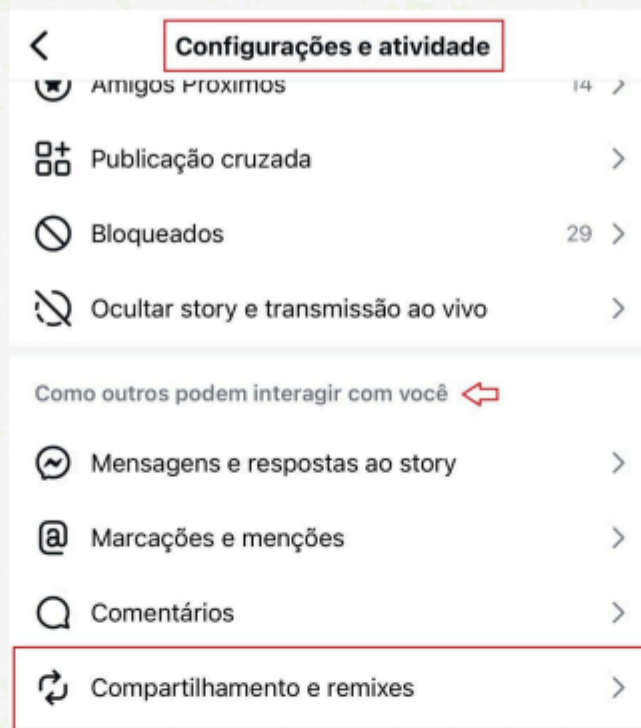 Configurações e atividade
Amigos Próximos 14
Publicação cruzada
Bloqueados 29
Ocultar story e transmissão ao vivo
Como outros podem interagir com você
Mensagens e respostas ao story
Marcações e menções
Comentários
Compartilhamento e remixes